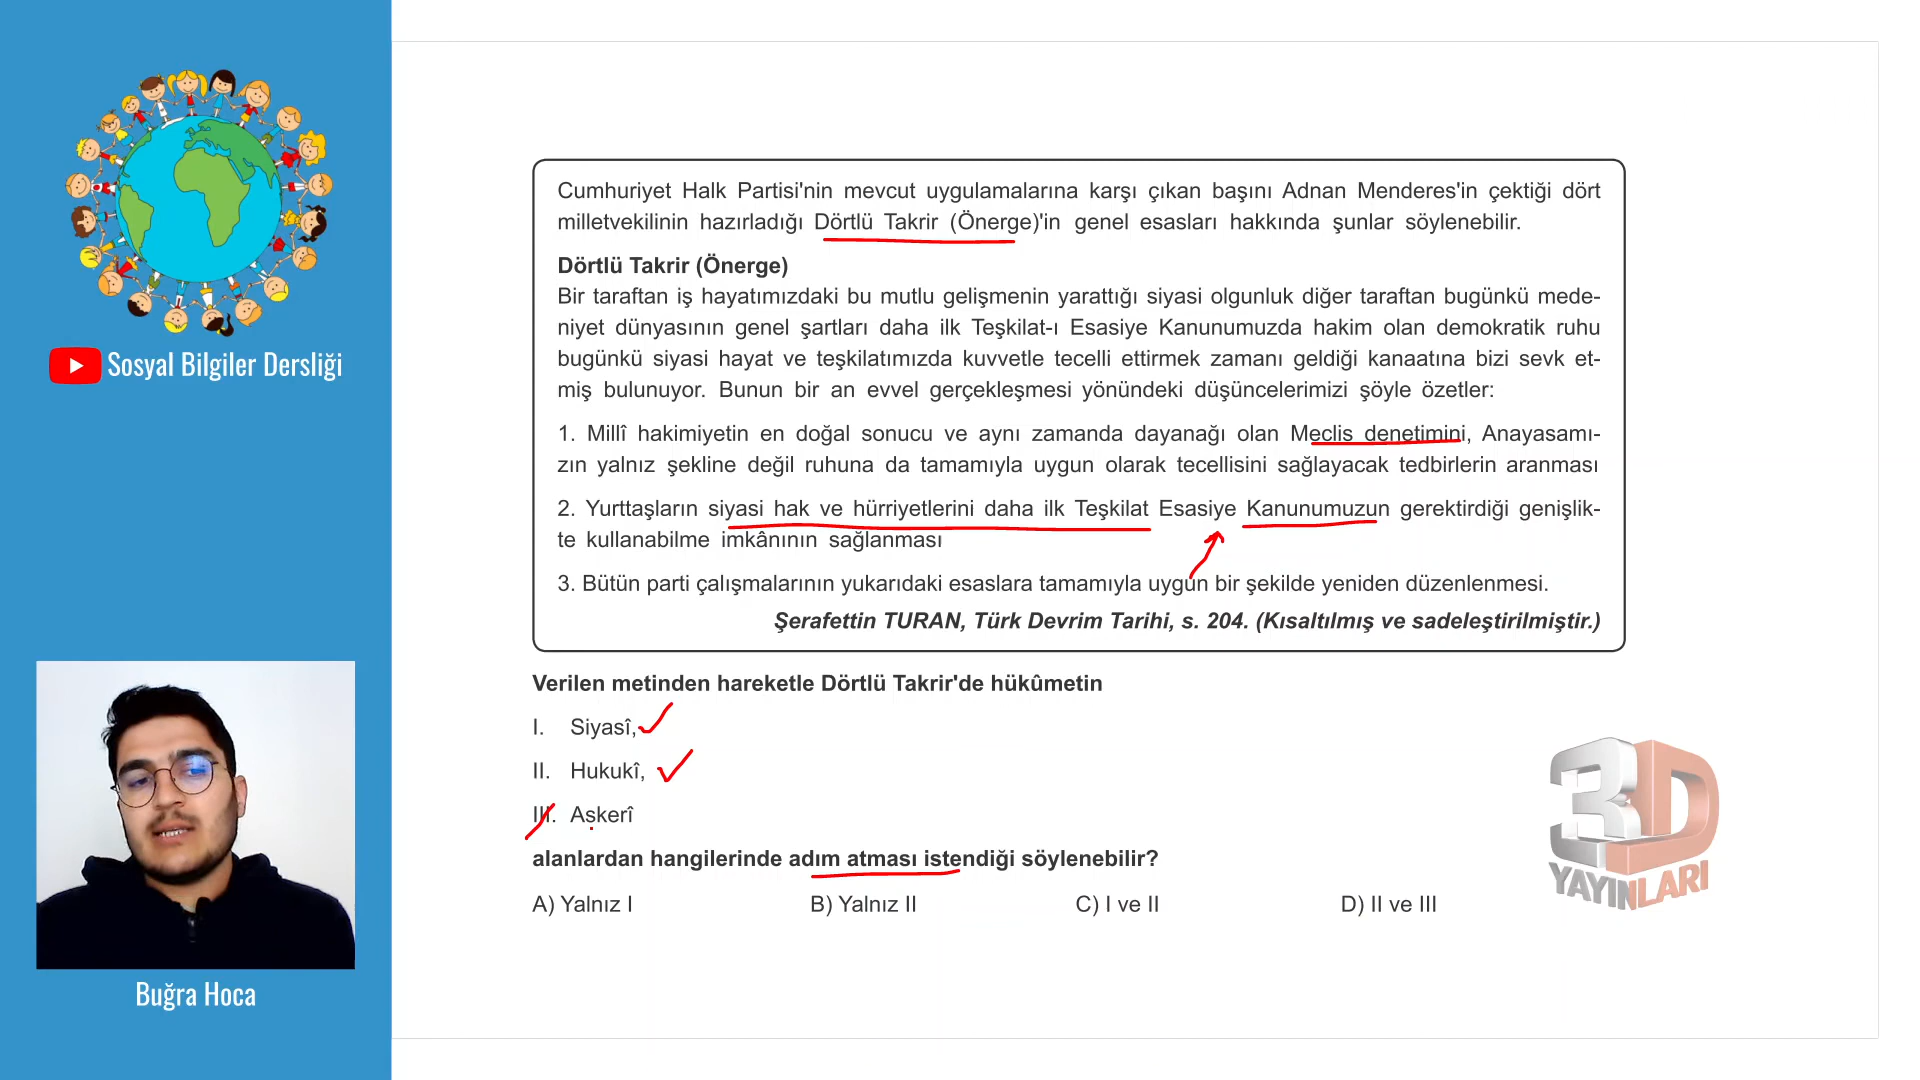 Sosyal Bilgiler Dersliği
Buğra Hoca
Cumhuriyet Halk Partisi'nin mevcut uygulamalarına karşı çıkan başını Adnan Menderes'in çektiği dört
milletvekilinin hazırladığı Dörtlü Takrir (Önerge)'in genel esasları hakkında şunlar söylenebilir.
Dörtlü Takrir (Önerge)
Bir taraftan iş hayatımızdaki bu mutlu gelişmenin yarattığı siyasi olgunluk diğer taraftan bugünkü mede-
niyet dünyasının genel şartları daha ilk Teşkilat-ı Esasiye Kanunumuzda hakim olan demokratik ruhu
bugünkü siyasi hayat ve teşkilatımızda kuvvetle tecelli ettirmek zamanı geldiği kanaatına bizi sevk et-
miş bulunuyor. Bunun bir an evvel gerçekleşmesi yönündeki düşüncelerimizi şöyle özetler:
1. Millî hakimiyetin en doğal sonucu ve aynı zamanda dayanağı olan Meclis denetimini, Anayasamı-
zın yalnız şekline değil ruhuna da tamamıyla uygun olarak tecellisini sağlayacak tedbirlerin aranması
2. Yurttaşların siyasi hak ve hürriyetlerini daha ilk Teşkilat Esasiye Kanunumuzun gerektirdiği genişlik-
te kullanabilme imkânının sağlanması
3. Bütün parti çalışmalarının yukarıdaki esaslara tamamıyla uygun bir şekilde yeniden düzenlenmesi.
Şerafettin TURAN, Türk Devrim Tarihi, s. 204. (Kısaltılmış ve sadeleştirilmiştir.)
Verilen metinden hareketle Dörtlü Takrir'de hükûmetin
I. Siyasî,
II. Hukukî,
III. Askerî
alanlardan hangilerinde adım atması istendiği söylenebilir?
A) Yalnız I B) Yalnız II C) I ve II D) II ve III
3D
YAYINLARI